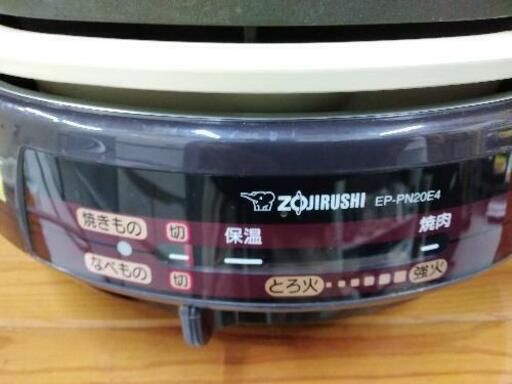 ZOJIRUSHI EP-PN20E4
焼きもの 切 保温 焼肉
なべもの 切 とろ火 強火